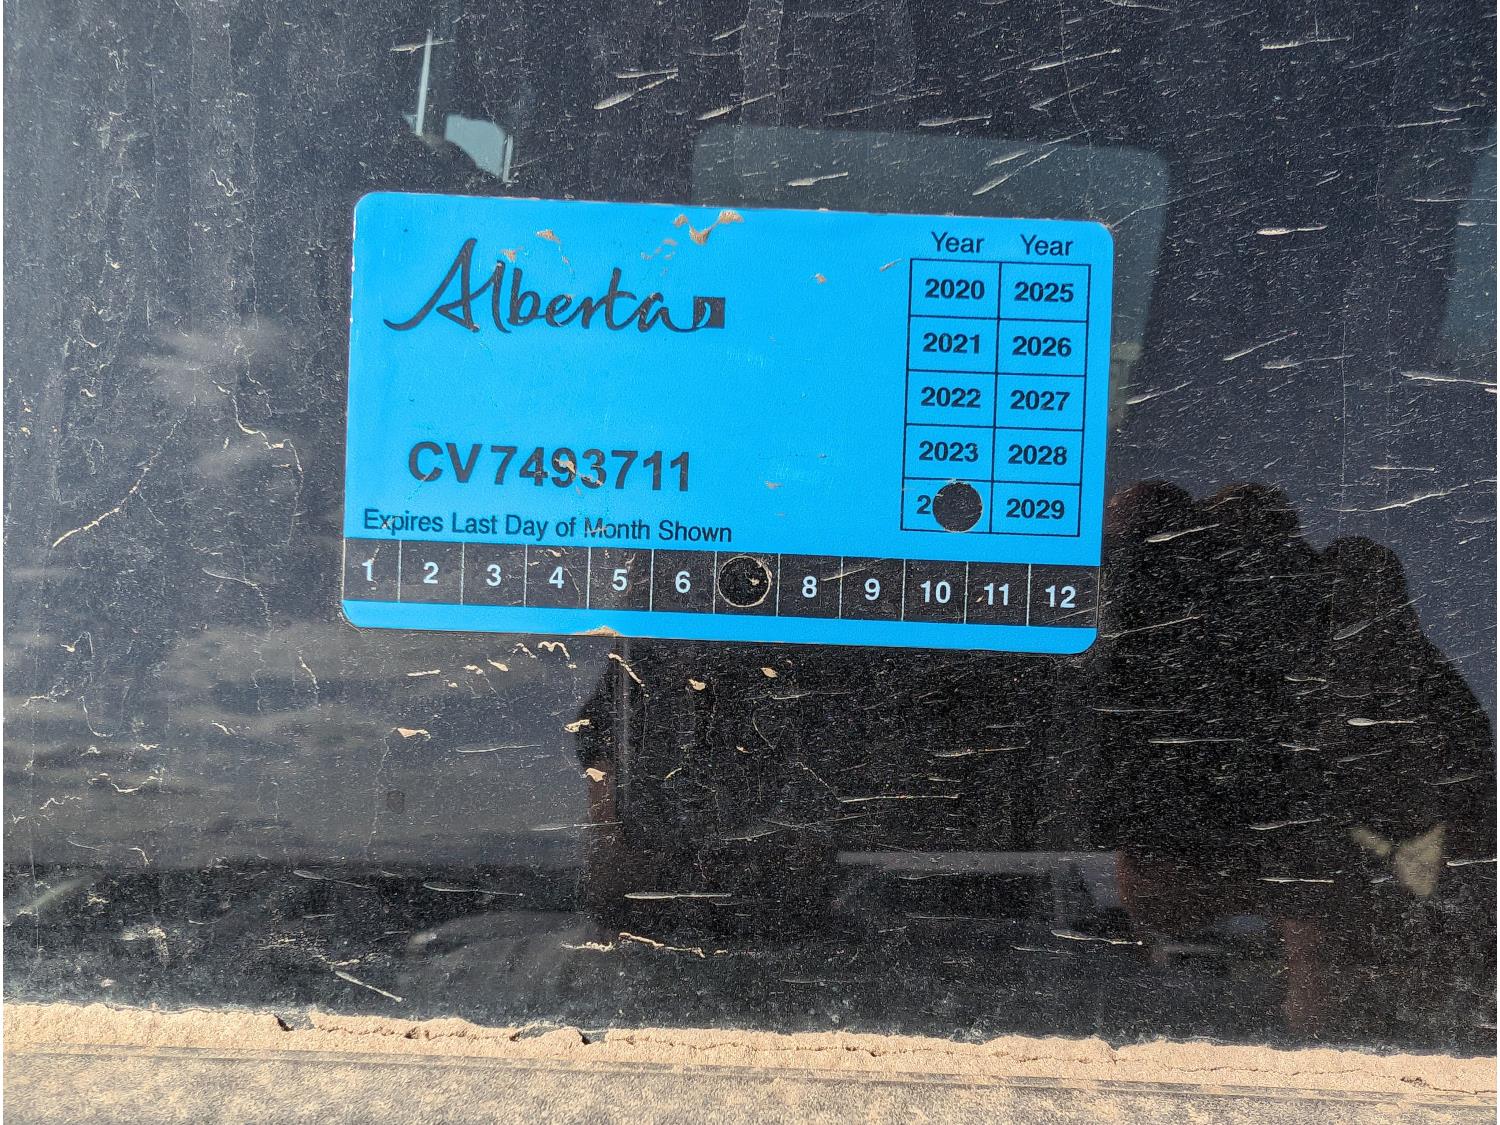 Alberta
Year Year
2020 2025
2021 2026
2022 2027
2023 2028
2029
CV7493711
Expires Last Day of Month Shown
1 2 3 4 5 6 8 9 10 11 12